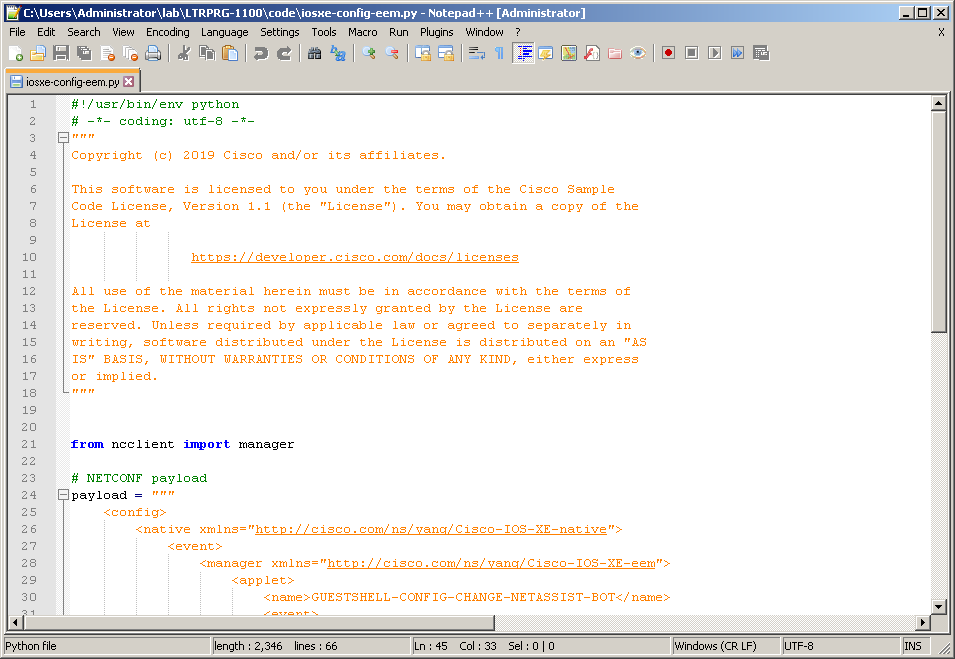 C:\Users\Administrator\lab\LTRPRG-1100\code\iosxe-config-eem.py - Notepad++ [Administrator]
File Edit Search View Encoding Language Settings Tools Macro Run Plugins Window ? X
iosxe-config-eem.py
1 #!/usr/bin/env python
2 # -*- coding: utf-8 -*-
3 """
4 Copyright (c) 2019 Cisco and/or its affiliates.
5
6 This software is licensed to you under the terms of the Cisco Sample
7 Code License, Version 1.1 (the "License"). You may obtain a copy of the
8 License at
9
10 https://developer.cisco.com/docs/licenses
11
12 All use of the material herein must be in accordance with the terms of
13 the License. All rights not expressly granted by the License are
14 reserved. Unless required by applicable law or agreed to separately in
15 writing, software distributed under the License is distributed on an "AS
16 IS" BASIS, WITHOUT WARRANTIES OR CONDITIONS OF ANY KIND, either express
17 or implied.
18 """
19
20
21 from ncclient import manager
22
23 # NETCONF payload
24 payload = """
25 <config>
26 <native xmlns="http://cisco.com/ns/yang/Cisco-IOS-XE-native">
27 <event>
28 <manager xmlns="http://cisco.com/ns/yang/Cisco-IOS-XE-eem">
29 <applet>
30 <name>GUESTSHELL-CONFIG-CHANGE-NETASSIST-BOT</name>
31 <event>
Python file length : 2,346 lines : 66 Ln : 45 Col : 33 Sel : 0 | 0 Windows (CR LF) UTF-8 INS